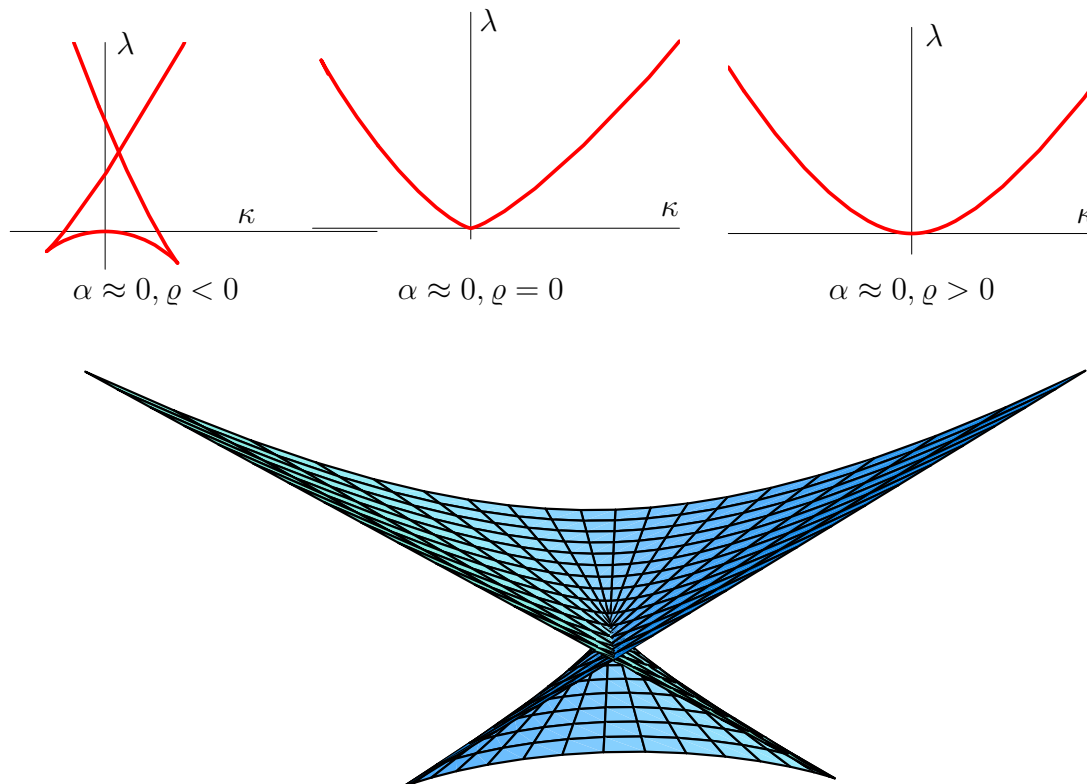 λ
κ
α ≈ 0, ϱ < 0
λ
κ
α ≈ 0, ϱ = 0
λ
κ
α ≈ 0, ϱ > 0